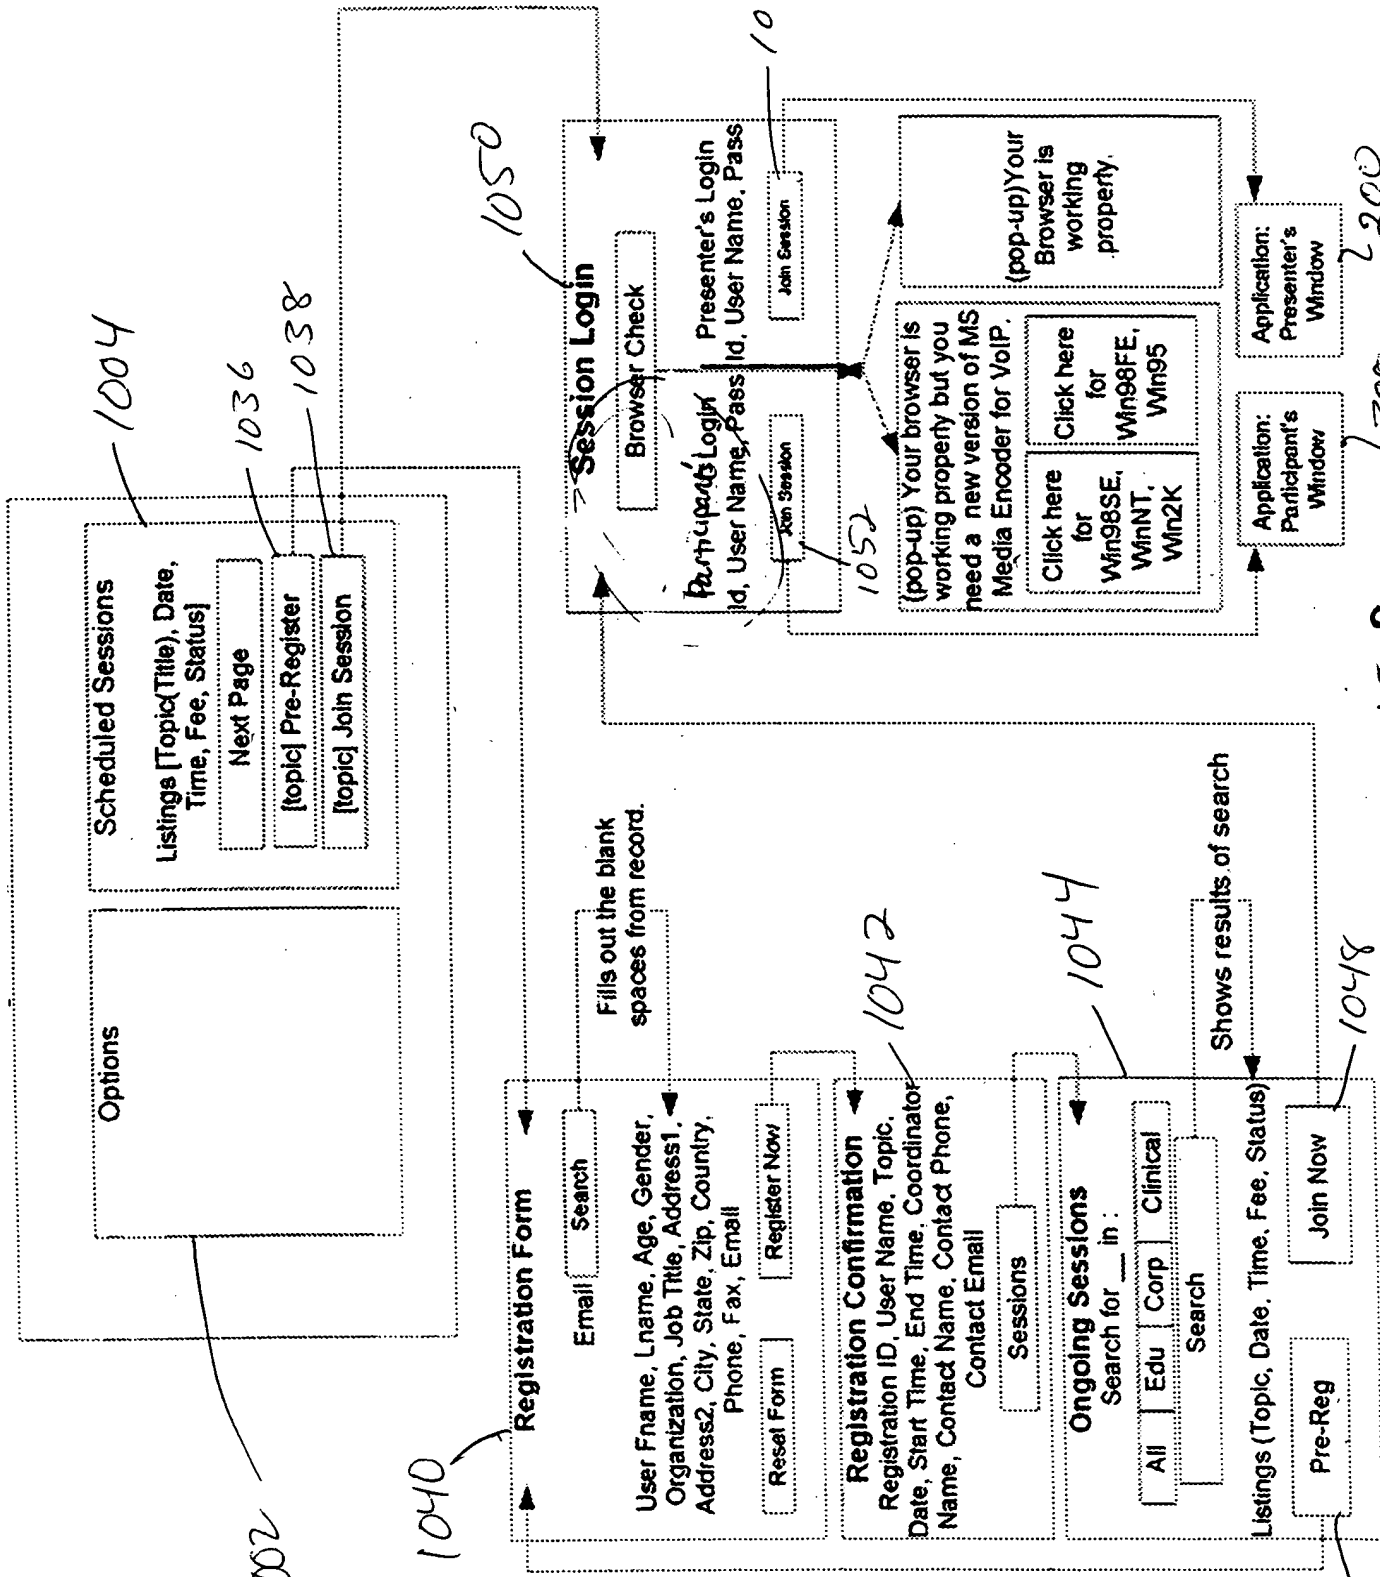 1002
Options
1004
Scheduled Sessions
Listings [Topic(Title), Date,
Time, Fee, Status]
Next Page
[topic] Pre-Register
1036
[topic] Join Session
1038
1040
Registration Form
Email
Search
Fills out the blank
spaces from record.
User Fname, Lname, Age, Gender,
Organization, Job Title, Address1,
Address2, City, State, Zip, Country,
Phone, Fax, Email
Reset Form
Register Now
Registration Confirmation
1042
Registration ID, User Name, Topic,
Date, Start Time, End Time, Coordinator
Name, Contact Name, Contact Phone,
Contact Email
Sessions
Ongoing Sessions
1044
Search for __ in :
All
Edu
Corp
Clinical
Search
Shows results of search
Listings (Topic, Date, Time, Fee, Status)
Pre-Reg
Join Now
1048
1050
Session Login
Browser Check
Participant's Login
Id, User Name, Pass
Join Session
1052
Presenter's Login
Id, User Name, Pass
Join Session
10
(pop-up) Your browser is
working properly but you
need a new version of MS
Media Encoder for VoIP.
Click here
for
Win98SE,
WinNT,
Win2K
Click here
for
Win98FE,
Win95
(pop-up)Your
Browser is
working
properly.
Application:
Participant's
Window
Application:
Presenter's
Window
200